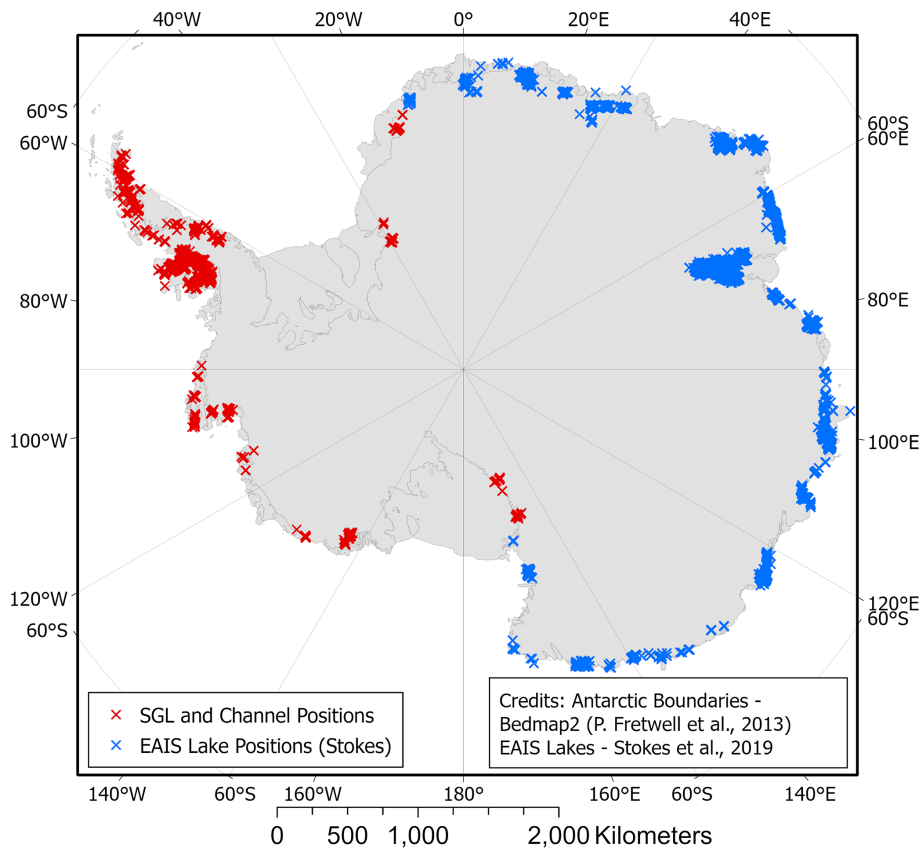 40°W
20°W
0°
20°E
40°E
60°S
60°W
60°S
60°E
80°W
80°E
100°W
100°E
120°W
60°S
120°E
60°S
SGL and Channel Positions
EAIS Lake Positions (Stokes)
Credits: Antarctic Boundaries -
Bedmap2 (P. Fretwell et al., 2013)
EAIS Lakes - Stokes et al., 2019
140°W
60°S
160°W
180°
160°E
60°S
140°E
0 500 1,000 2,000 Kilometers